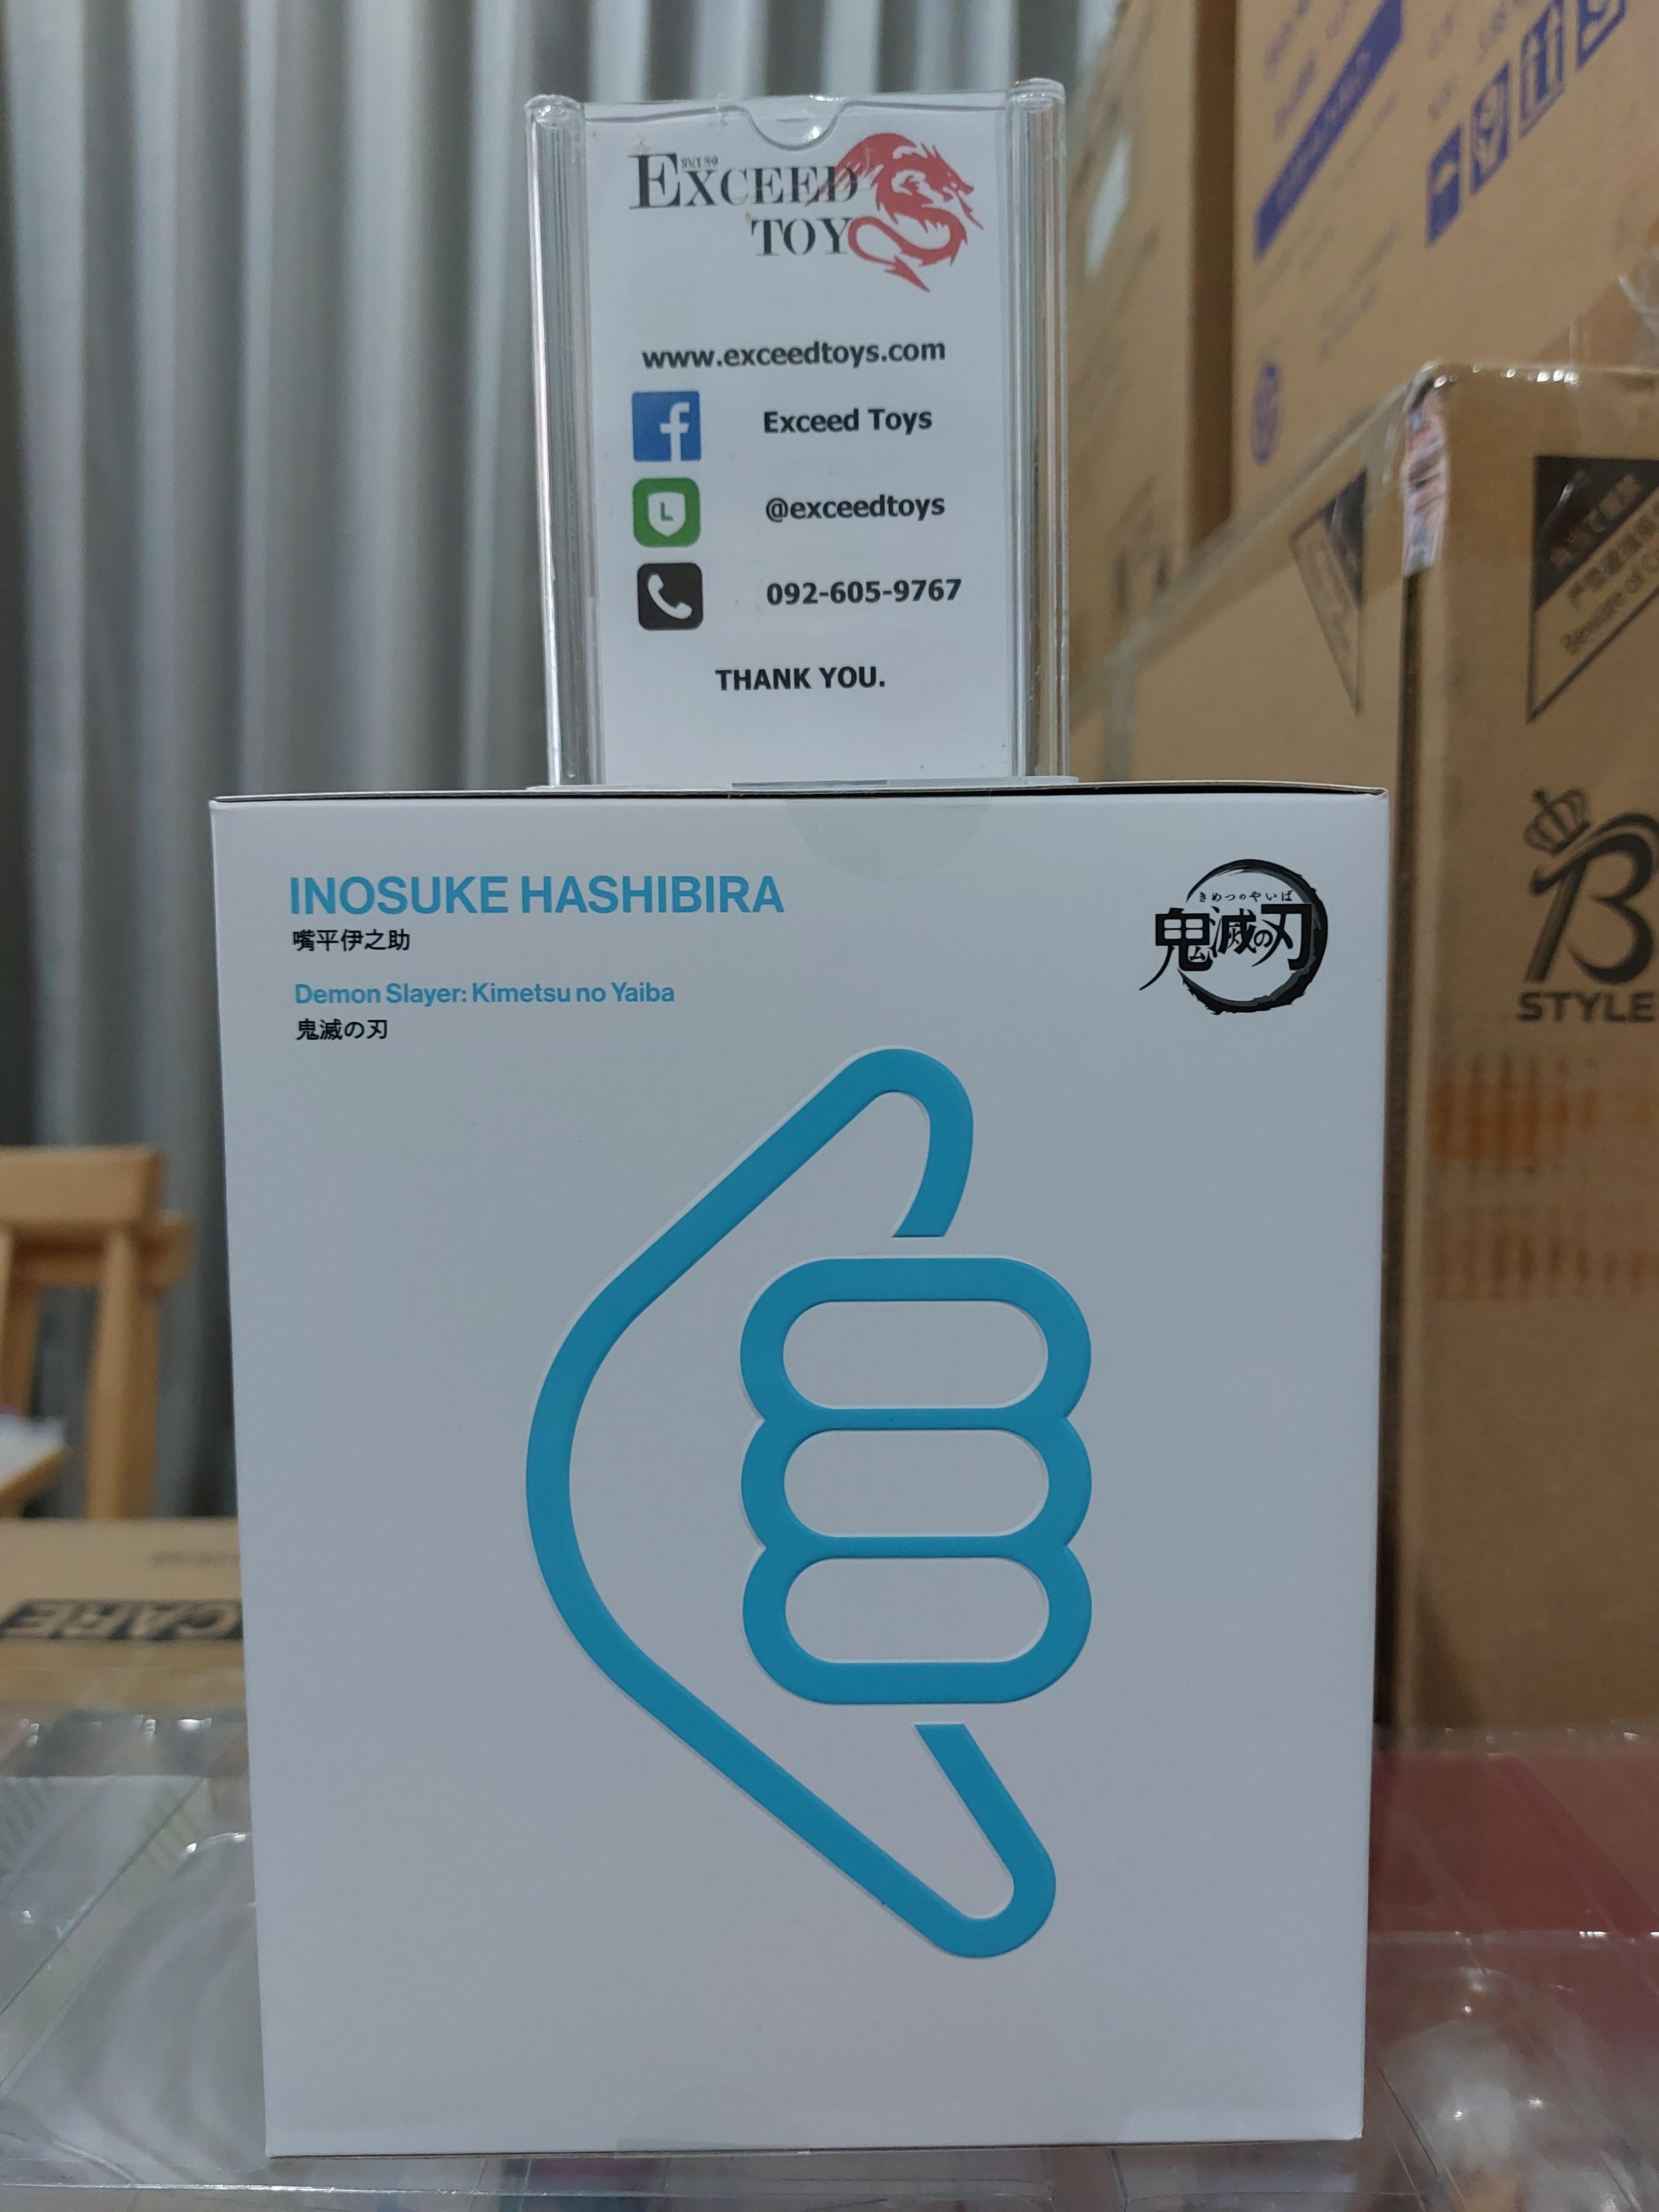 EXCEED
TOY
www.exceedtoys.com
Exceed Toys
L
@exceedtoys
092-605-9767
THANK YOU.
INOSUKE HASHIBIRA
嘴平伊之助
Demon Slayer: Kimetsu no Yaiba
鬼滅の刃
きめつのやいば
鬼滅の刃
B
STYLE
CARE